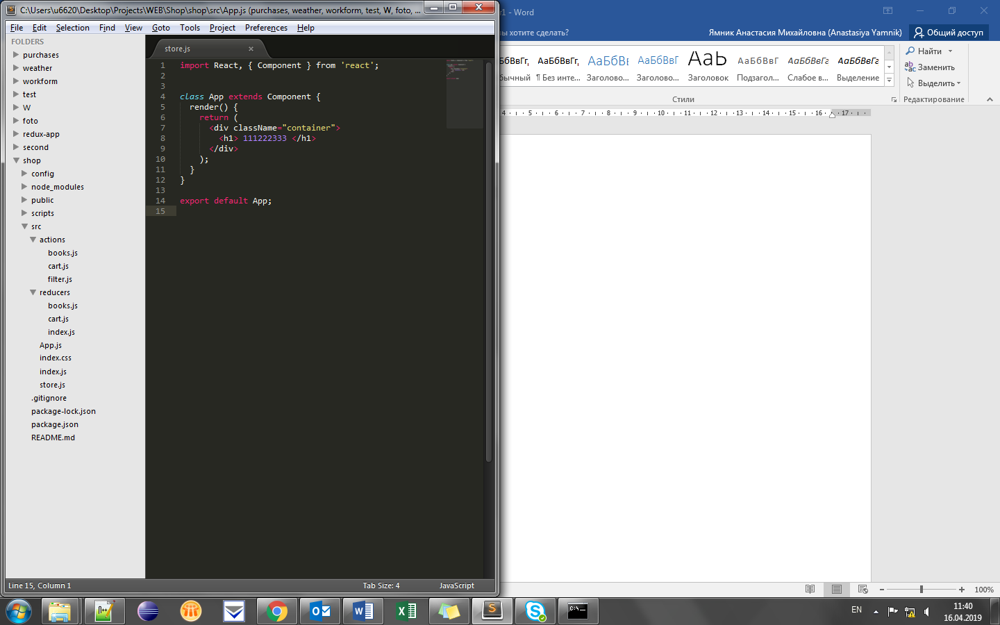 C:\Users\u6620\Desktop\Projects\WEB\Shop\shop\src\App.js (purchases, weather, workform, test, W, foto, ...
File Edit Selection Find View Goto Tools Project Preferences Help
FOLDERS
purchases
weather
workform
test
W
foto
redux-app
second
shop
config
node_modules
public
scripts
src
actions
books.js
cart.js
filter.js
reducers
books.js
cart.js
index.js
App.js
index.css
index.js
store.js
.gitignore
package-lock.json
package.json
README.md
store.js ×
1 import React, { Component } from 'react';
2
3
4 class App extends Component {
5 render() {
6 return (
7 <div className="container">
8 <h1> 111222333 </h1>
9 </div>
10 );
11 }
12 }
13
14 export default App;
15
Line 15, Column 1 Tab Size: 4 JavaScript
- Word
хотите сделать?
Ямник Анастасия Михайловна (Anastasiya Yamnik) Общий доступ
АаБбВвГг, АаБбВвГг, АаБбВв АаБбВвГ АаБ АаБбВвГ АаБбВвГг АаБбВвГг
¶ Без инте... Заголово... Заголово... Заголовок Подзагол... Слабое в... Выделение
Стили
Найти
Заменить
Выделить
Редактирование
4 5 6 7 8 9 10 11 12 13 14 15 16 17
100%
EN
11:40
16.04.2019